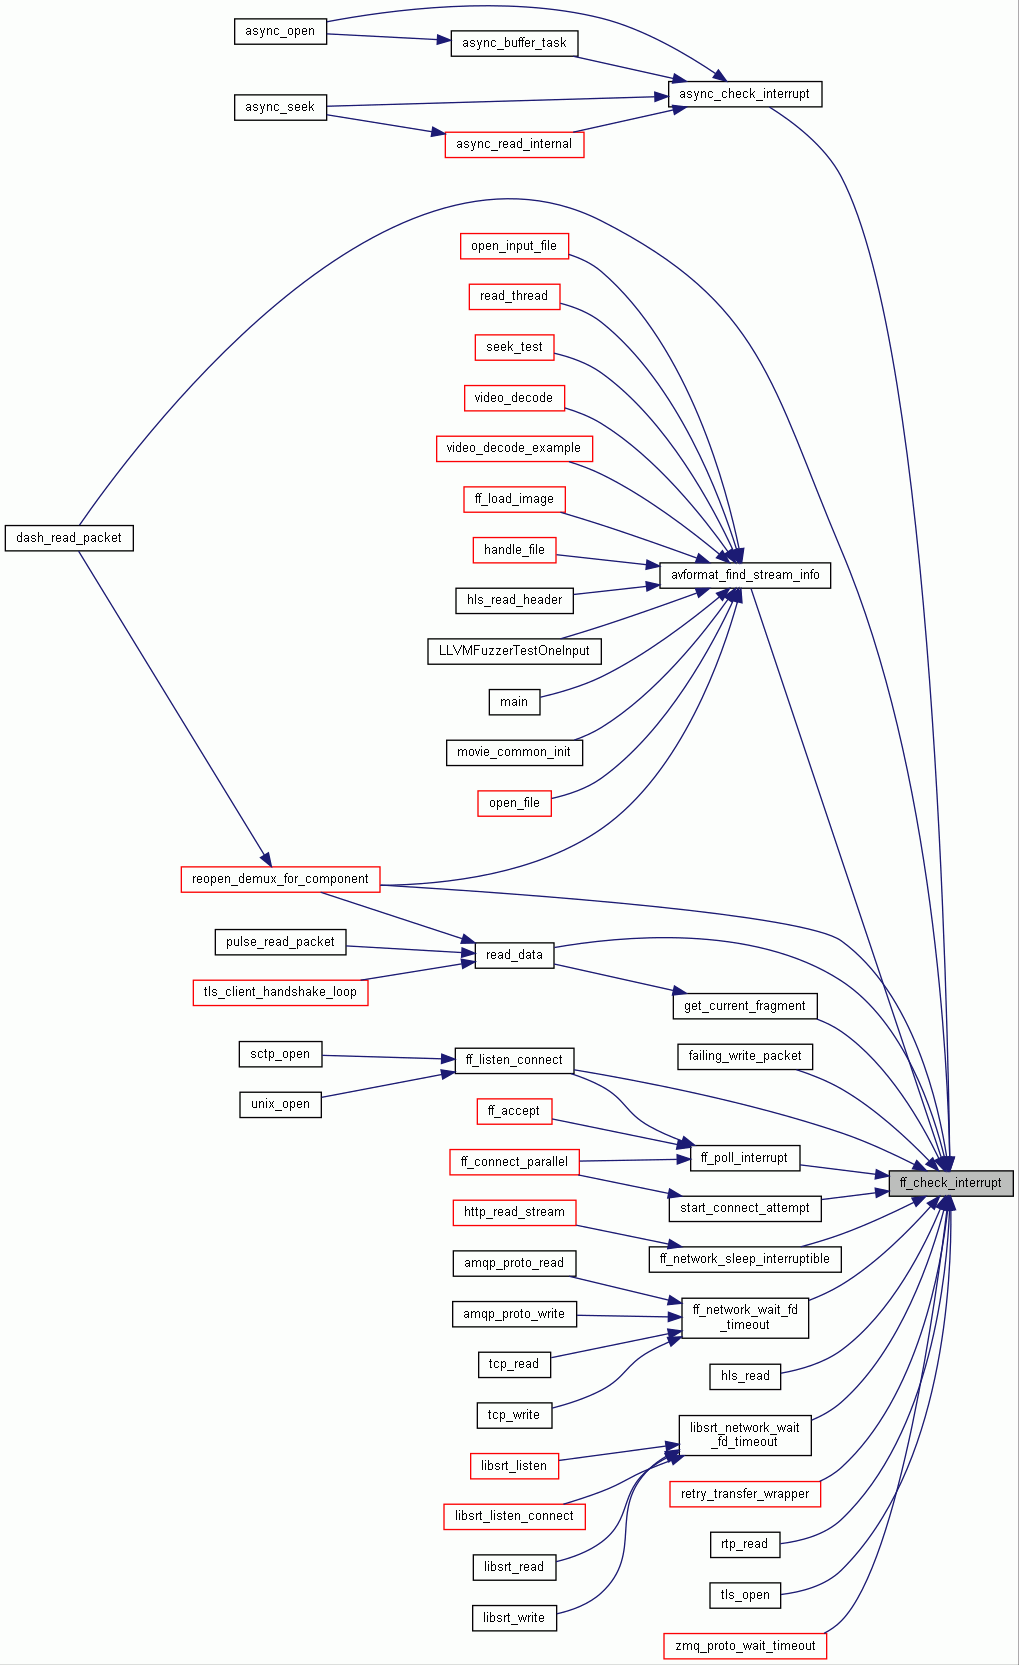 async_open
async_buffer_task
async_check_interrupt
async_seek
async_read_internal
open_input_file
read_thread
seek_test
video_decode
video_decode_example
ff_load_image
dash_read_packet
handle_file
avformat_find_stream_info
hls_read_header
LLVMFuzzerTestOneInput
main
movie_common_init
open_file
reopen_demux_for_component
pulse_read_packet
read_data
tls_client_handshake_loop
get_current_fragment
sctp_open
ff_listen_connect
failing_write_packet
unix_open
ff_accept
ff_connect_parallel
ff_poll_interrupt
ff_check_interrupt
start_connect_attempt
http_read_stream
ff_network_sleep_interruptible
amqp_proto_read
amqp_proto_write
ff_network_wait_fd
_timeout
tcp_read
hls_read
tcp_write
libsrt_network_wait
_fd_timeout
libsrt_listen
retry_transfer_wrapper
libsrt_listen_connect
rtp_read
libsrt_read
tls_open
libsrt_write
zmq_proto_wait_timeout